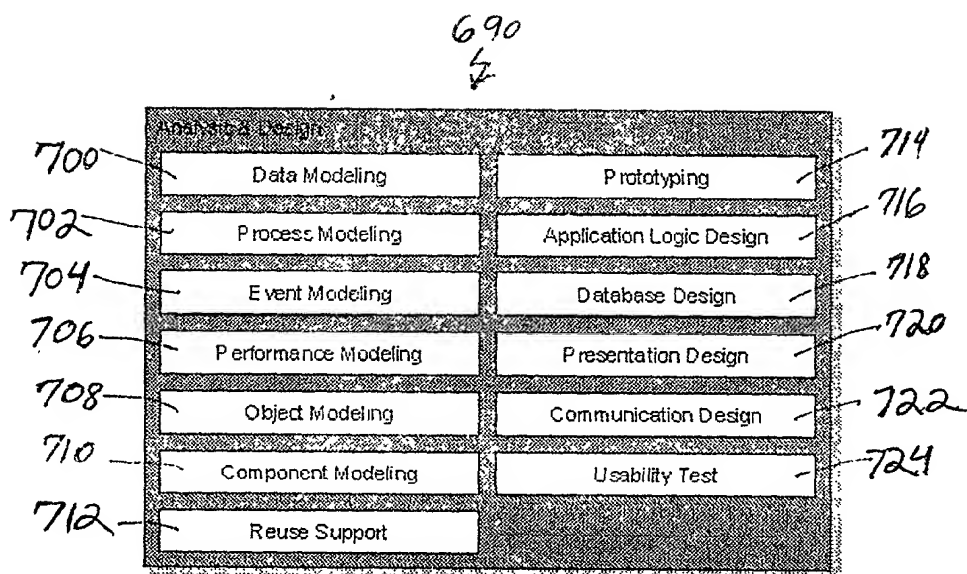 690
Analysis & Design
700 Data Modeling Prototyping 714
702 Process Modeling Application Logic Design 716
704 Event Modeling Database Design 718
706 Performance Modeling Presentation Design 720
708 Object Modeling Communication Design 722
710 Component Modeling Usability Test 724
712 Reuse Support